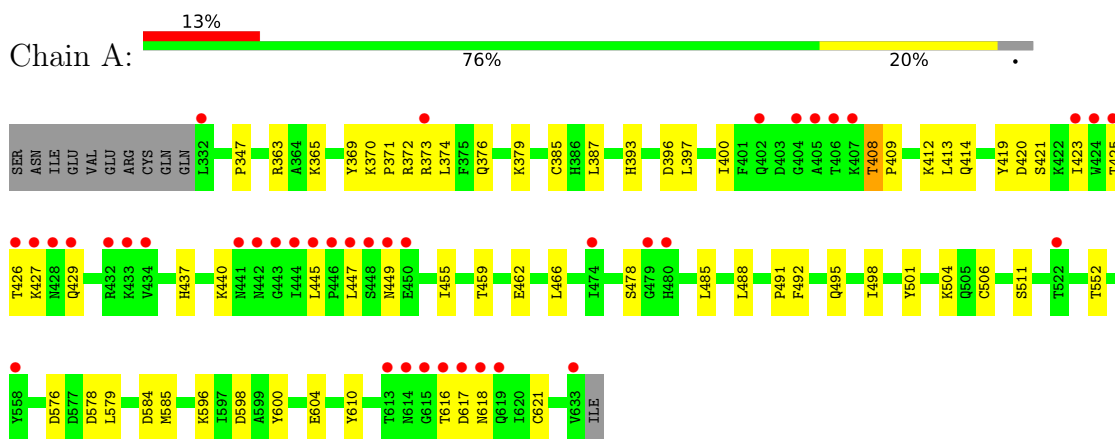 13%
Chain A:
76% 20% •
SER ASN ILE GLU VAL GLU ARG CYS GLN GLN L332 P347 R363 A364 K365 Y369 K370 P371 R372 R373 L374 F375 Q376 K379 C385 H386 L387 H393 D396 L397 I400 F401 Q402 D403 G404 A405 T406 K407 T408 P409 K412 L413 Q414 Y419 D420 S421 K422 I423 W424 T425
T426 K427 N428 Q429 R432 K433 V434 H437 K440 N441 N442 G443 I444 L445 P446 L447 S448 N449 E450 I455 T459 E462 L466 I474 S478 G479 H480 L485 L488 P491 F492 Q495 I498 Y501 K504 Q505 C506 S511 T522 T552
Y558 D576 D577 D578 L579 D584 M585 K596 I597 D598 A599 Y600 E604 Y610 T613 N614 G615 T616 D617 N618 Q619 I620 C621 V633 ILE